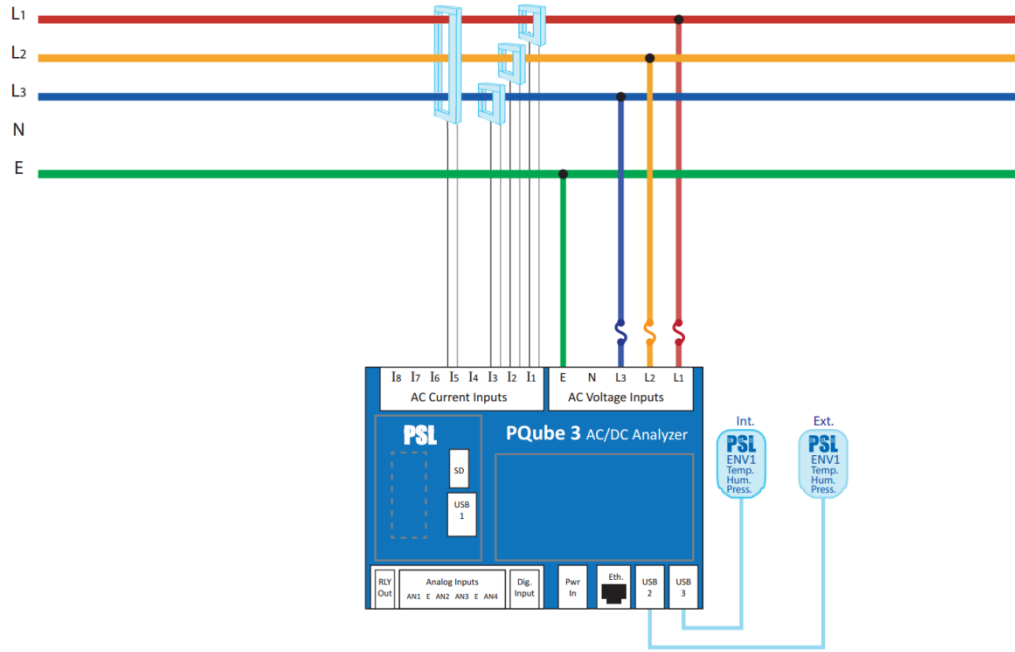 L1
L2
L3
N
E
I8 I7 I6 I5 I4 I3 I2 I1
AC Current Inputs
E N L3 L2 L1
AC Voltage Inputs
PSL
PQube 3 AC/DC Analyzer
SD
USB
1
RLY
Out
Analog Inputs
AN1 E AN2 AN3 E AN4
Dig.
Input
Pwr
In
Eth.
USB
2
USB
3
Int.
PSL
ENV1
Temp.
Hum.
Press.
Ext.
PSL
ENV1
Temp.
Hum.
Press.